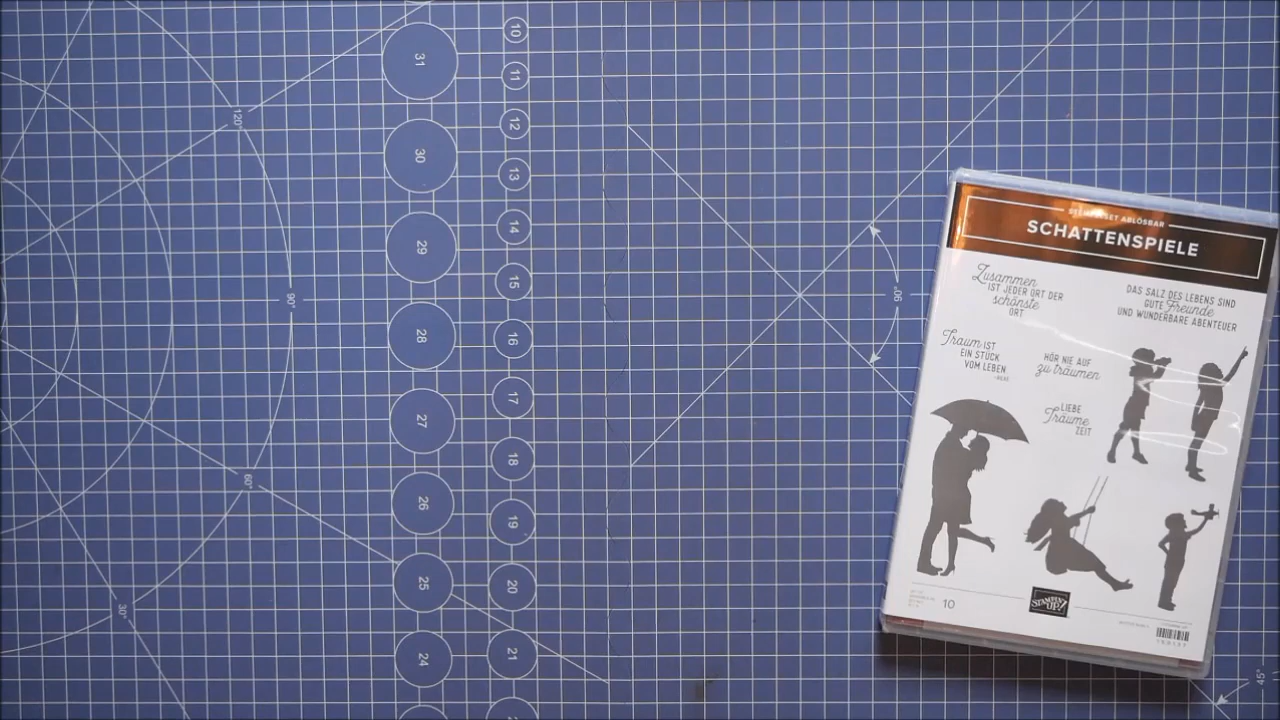 31
30
29
28
27
26
25
24
10
11
12
13
14
15
16
17
18
19
20
21
120°
90°
60°
30°
90°
45°
STEMPELSET ABLÖSBAR
SCHATTENSPIELE
Zusammen
IST JEDER ORT DER
schönste
ORT
DAS SALZ DES LEBENS SIND
GUTE Freunde
UND WUNDERBARE ABENTEUER
Traum IST
EIN STÜCK
VOM LEBEN
HÖR NIE AUF
zu träumen
LIEBE
Träume
ZEIT
10
STAMPIN' UP!